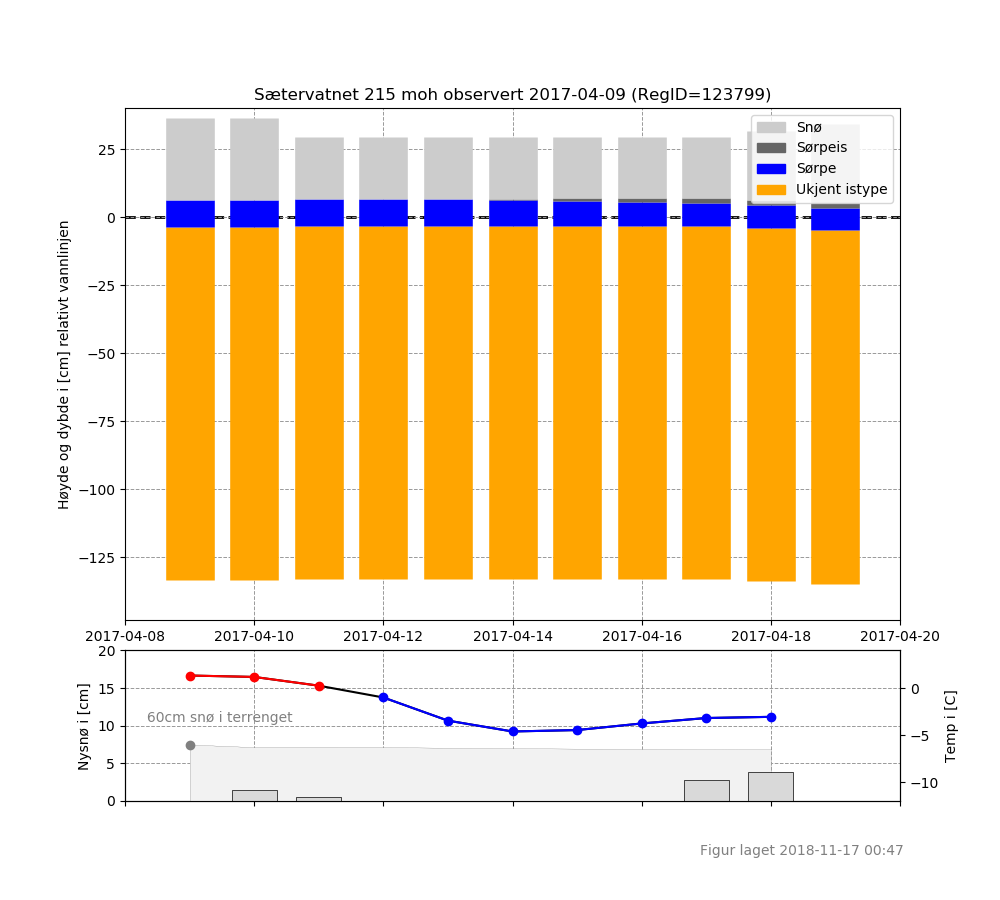 Sætervatnet 215 moh observert 2017-04-09 (RegID=123799)
Høyde og dybde i [cm] relativt vannlinjen
25
0
−25
−50
−75
−100
−125
Snø
Sørpeis
Sørpe
Ukjent istype
2017-04-08 2017-04-10 2017-04-12 2017-04-14 2017-04-16 2017-04-18 2017-04-20
Nysnø i [cm]
20
15
10
5
0
60cm snø i terrenget
0
−5
−10
Temp i [C]
Figur laget 2018-11-17 00:47